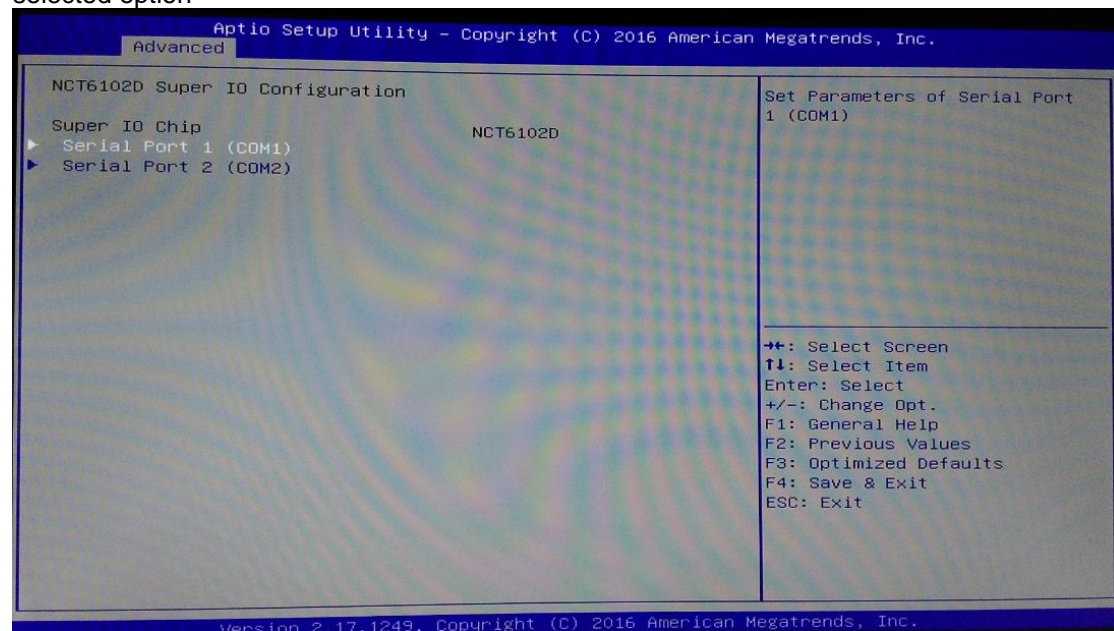 selected option
Aptio Setup Utility – Copyright (C) 2016 American Megatrends, Inc.
Advanced
NCT6102D Super IO Configuration
Super IO Chip NCT6102D
▶ Serial Port 1 (COM1)
▶ Serial Port 2 (COM2)
Set Parameters of Serial Port
1 (COM1)
→←: Select Screen
↑↓: Select Item
Enter: Select
+/-: Change Opt.
F1: General Help
F2: Previous Values
F3: Optimized Defaults
F4: Save & Exit
ESC: Exit
Version 2.17.1249. Copyright (C) 2016 American Megatrends, Inc.